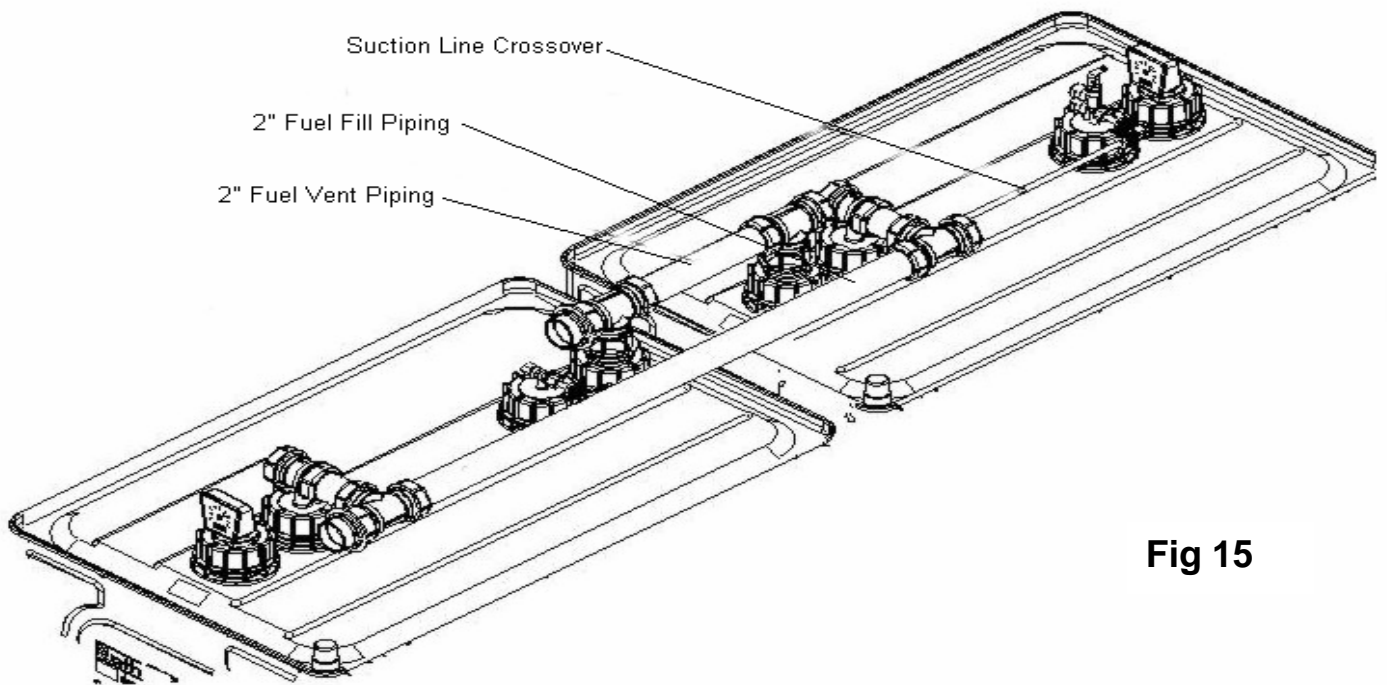 Suction Line Crossover
2" Fuel Fill Piping
2" Fuel Vent Piping
Fig 15